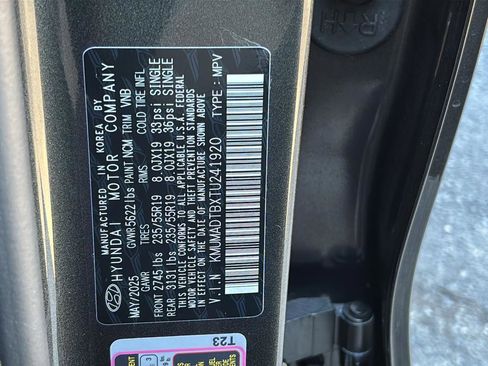 MANUFACTURED IN KOREA BY
HYUNDAI MOTOR COMPANY
MAY/2025 GVWR 5622 lbs PAINT NCM TRIM VNB
GAWR TIRES RIMS COLD TIRE INFL
FRONT 2745 lbs 235/55R19 8.0JX19 33psi SINGLE
REAR 3131 lbs 235/55R19 8.0JX19 36psi SINGLE
THIS VEHICLE CONFORMS TO ALL APPLICABLE U.S.A. FEDERAL
MOTOR VEHICLE SAFETY AND THEFT PREVENTION STANDARDS
IN EFFECT ON THE DATE OF MANUFACTURE SHOWN ABOVE
V.I.N KMUMADTBXTU241920 TYPE : MPV
T23